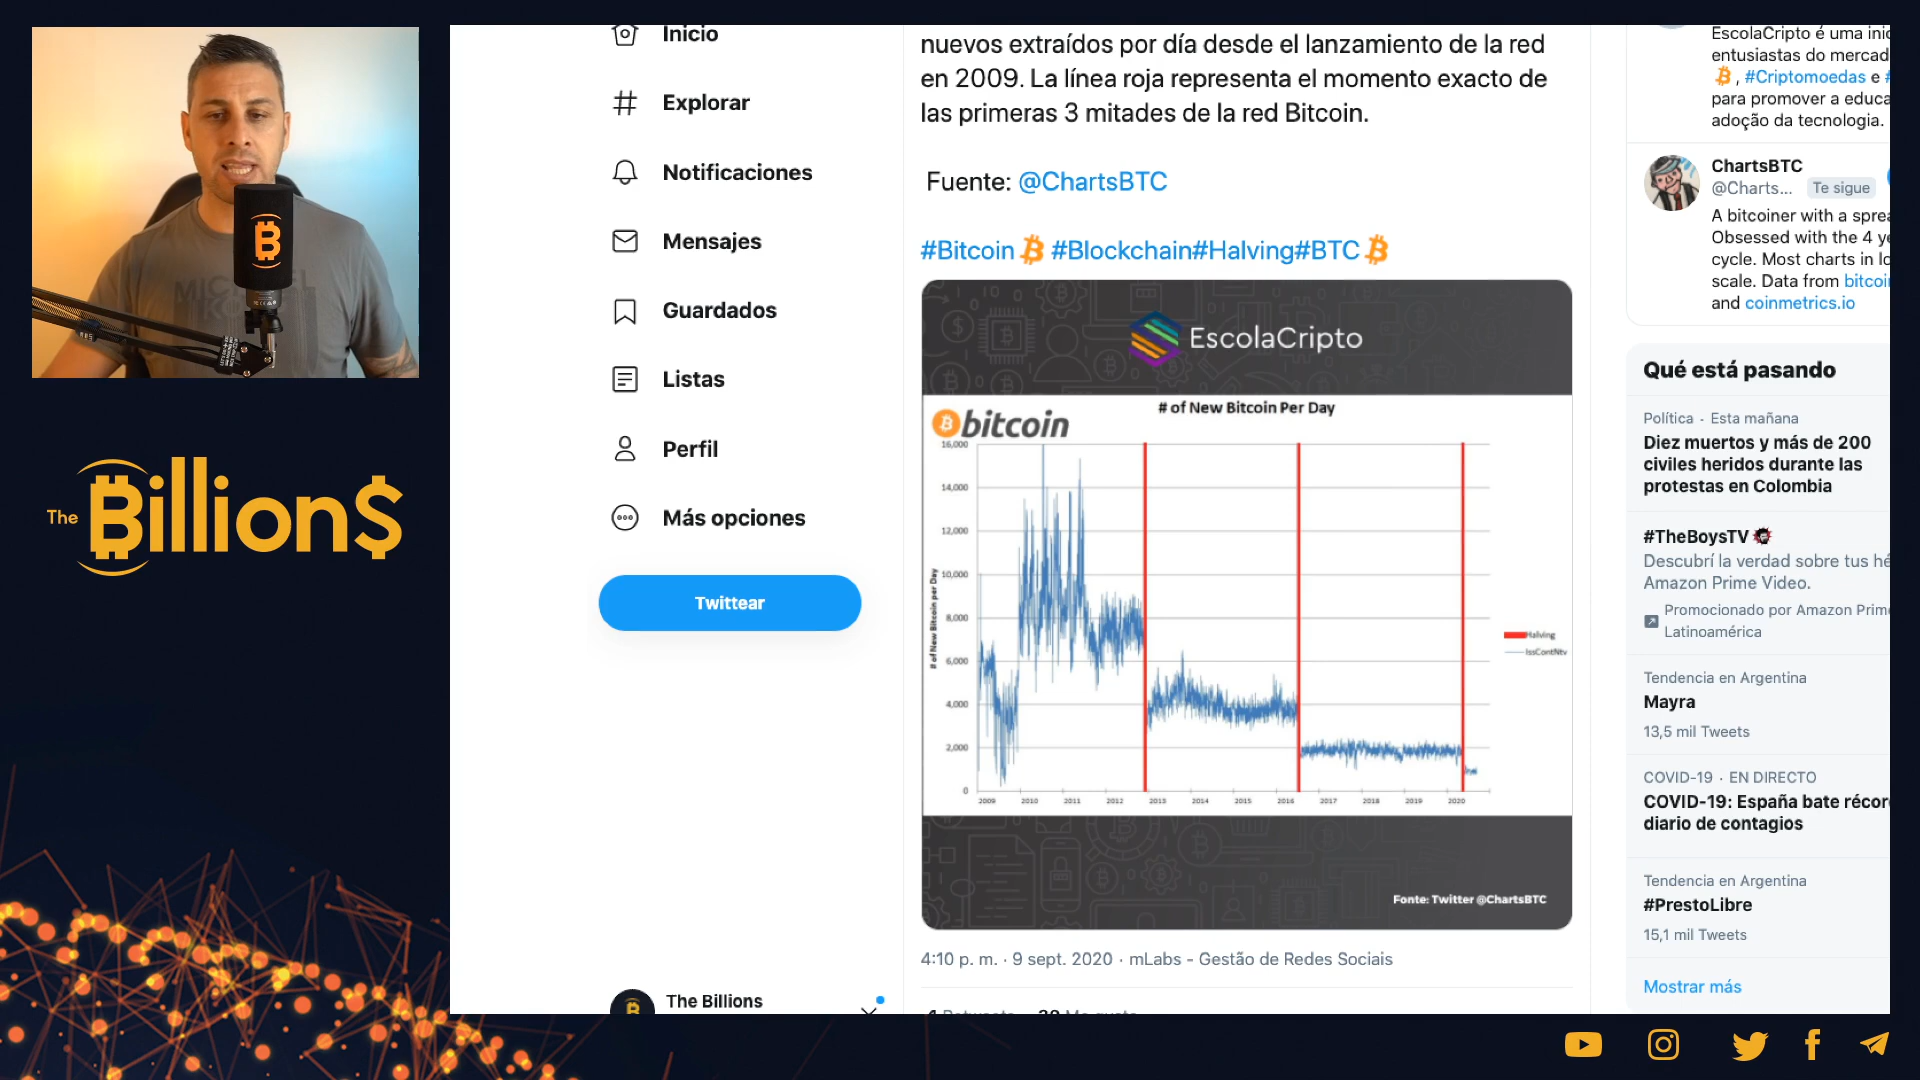 The Billion$
Inicio
Explorar
Notificaciones
Mensajes
Guardados
Listas
Perfil
Más opciones
Twittear
The Billions
nuevos extraídos por día desde el lanzamiento de la red
en 2009. La línea roja representa el momento exacto de
las primeras 3 mitades de la red Bitcoin.
Fuente: @ChartsBTC
#Bitcoin #Blockchain#Halving#BTC
EscolaCripto
bitcoin
# of New Bitcoin Per Day
# of New Bitcoin per Day
16,000
14,000
12,000
10,000
8,000
6,000
4,000
2,000
0
2009 2010 2011 2012 2013 2014 2015 2016 2017 2018 2019 2020
Halving
IssContNtv
Fonte: Twitter @ChartsBTC
4:10 p. m. · 9 sept. 2020 · mLabs - Gestão de Redes Sociais
EscolaCripto é uma inic
entusiastas do mercad
, #Criptomoedas e #
para promover a educa
adoção da tecnologia.
ChartsBTC
@Charts... Te sigue
A bitcoiner with a sprea
Obsessed with the 4 ye
cycle. Most charts in lo
scale. Data from bitcoi
and coinmetrics.io
Qué está pasando
Política · Esta mañana
Diez muertos y más de 200
civiles heridos durante las
protestas en Colombia
#TheBoysTV
Descubrí la verdad sobre tus hé
Amazon Prime Video.
Promocionado por Amazon Prime
Latinoamérica
Tendencia en Argentina
Mayra
13,5 mil Tweets
COVID-19 · EN DIRECTO
COVID-19: España bate récor
diario de contagios
Tendencia en Argentina
#PrestoLibre
15,1 mil Tweets
Mostrar más